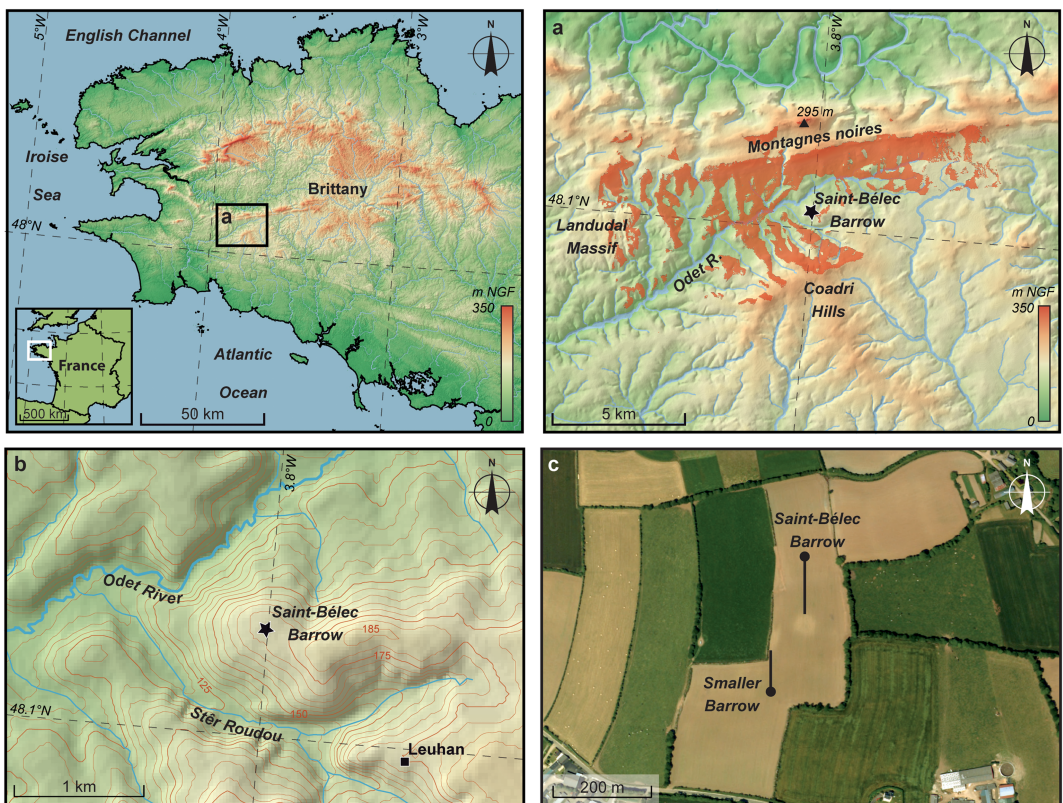 5°W
English Channel
4°W
3°W
N
Iroise
Sea
Brittany
a
48°N
m NGF
350
0
Atlantic
Ocean
France
500 km
50 km
a
3.8°W
N
295 m
Montagnes noires
48.1°N
Saint-Bélec
Barrow
Landudal
Massif
Odet R.
Coadri
Hills
m NGF
350
0
5 km
b
3.8°W
N
Odet River
Saint-Bélec
Barrow
185
175
125
150
48.1°N
Stêr Roudou
Leuhan
1 km
c
N
Saint-Bélec
Barrow
Smaller
Barrow
200 m